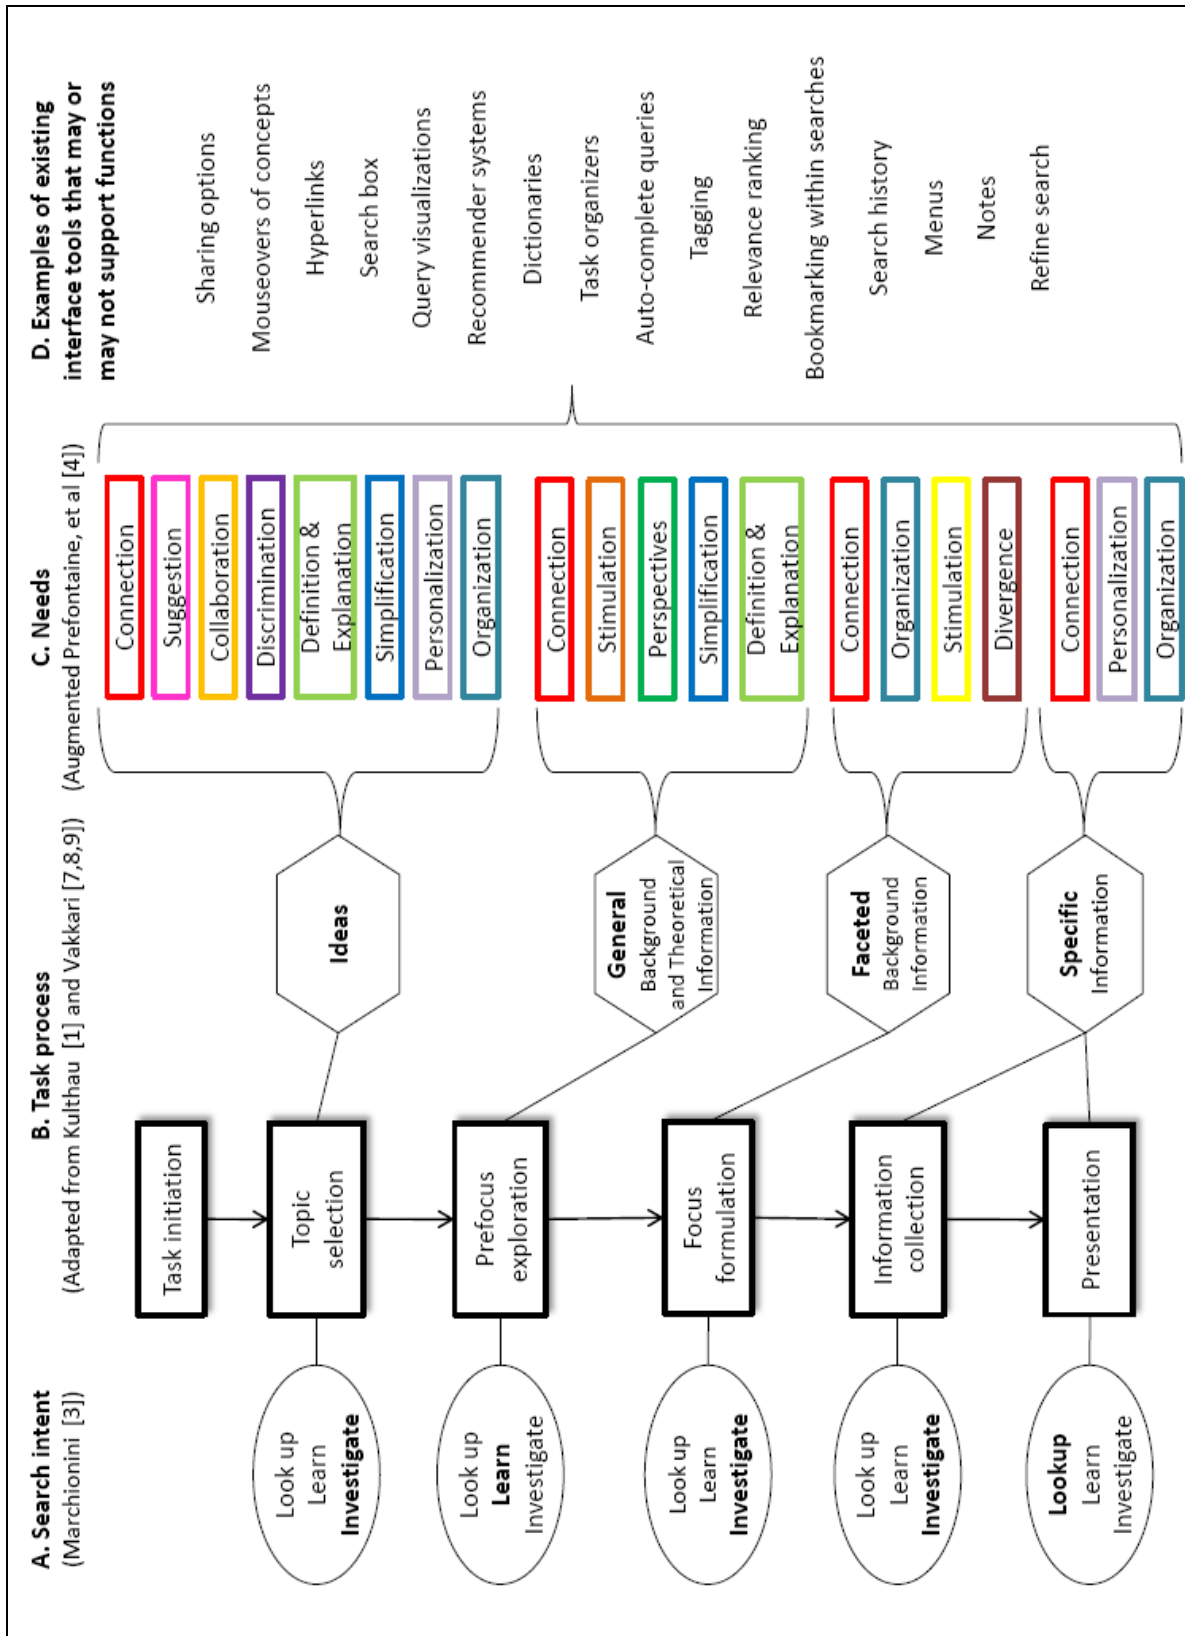 A. Search intent
(Marchionini [3])
Look up
Learn
Investigate
Look up
Learn
Investigate
Look up
Learn
Investigate
Look up
Learn
Investigate
Lookup
Learn
Investigate
B. Task process
(Adapted from Kulthau [1] and Vakkari [7,8,9])
Task initiation
Topic
selection
Prefocus
exploration
Focus
formulation
Information
collection
Presentation
Ideas
General
Background
and Theoretical
Information
Faceted
Background
Information
Specific
Information
C. Needs
(Augmented Prefontaine, et al [4])
Connection
Suggestion
Collaboration
Discrimination
Definition &
Explanation
Simplification
Personalization
Organization
Connection
Stimulation
Perspectives
Simplification
Definition &
Explanation
Connection
Organization
Stimulation
Divergence
Connection
Personalization
Organization
D. Examples of existing
interface tools that may or
may not support functions
Sharing options
Mouseovers of concepts
Hyperlinks
Search box
Query visualizations
Recommender systems
Dictionaries
Task organizers
Auto-complete queries
Tagging
Relevance ranking
Bookmarking within searches
Search history
Menus
Notes
Refine search